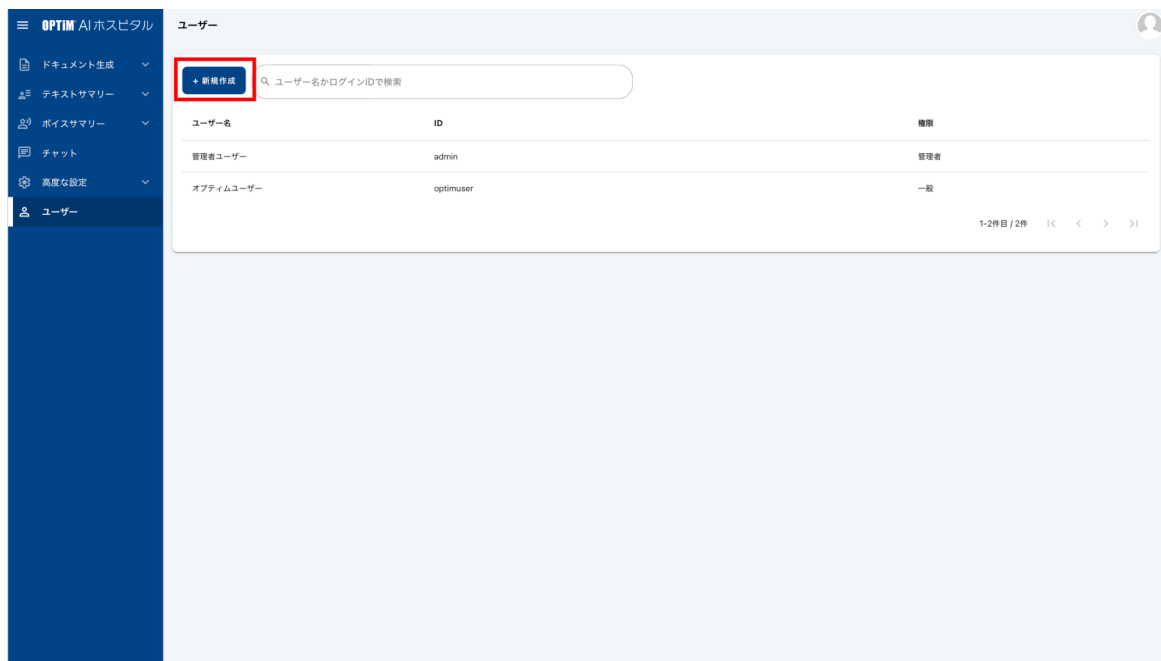 OPTiM AI ホスピタル
ユーザー
ドキュメント生成
テキストサマリー
ボイスサマリー
チャット
高度な設定
ユーザー
+ 新規作成
ユーザー名かログインIDで検索
ユーザー名 ID 権限
管理者ユーザー admin 管理者
オプティムユーザー optimuser 一般
1-2件目 / 2件